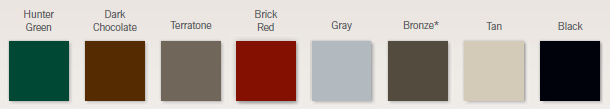 Hunter
Green
Dark
Chocolate
Terratone
Brick
Red
Gray
Bronze*
Tan
Black